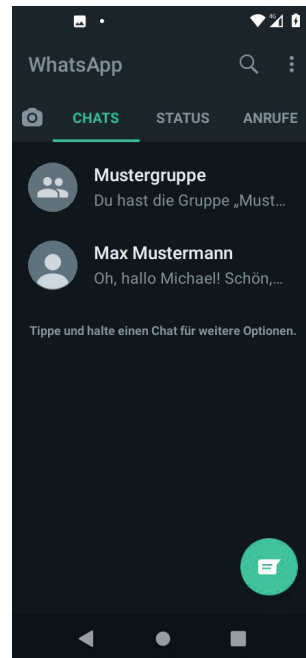 WhatsApp
CHATS STATUS ANRUFE
Mustergruppe
Du hast die Gruppe „Must...
Max Mustermann
Oh, hallo Michael! Schön,...
Tippe und halte einen Chat für weitere Optionen.